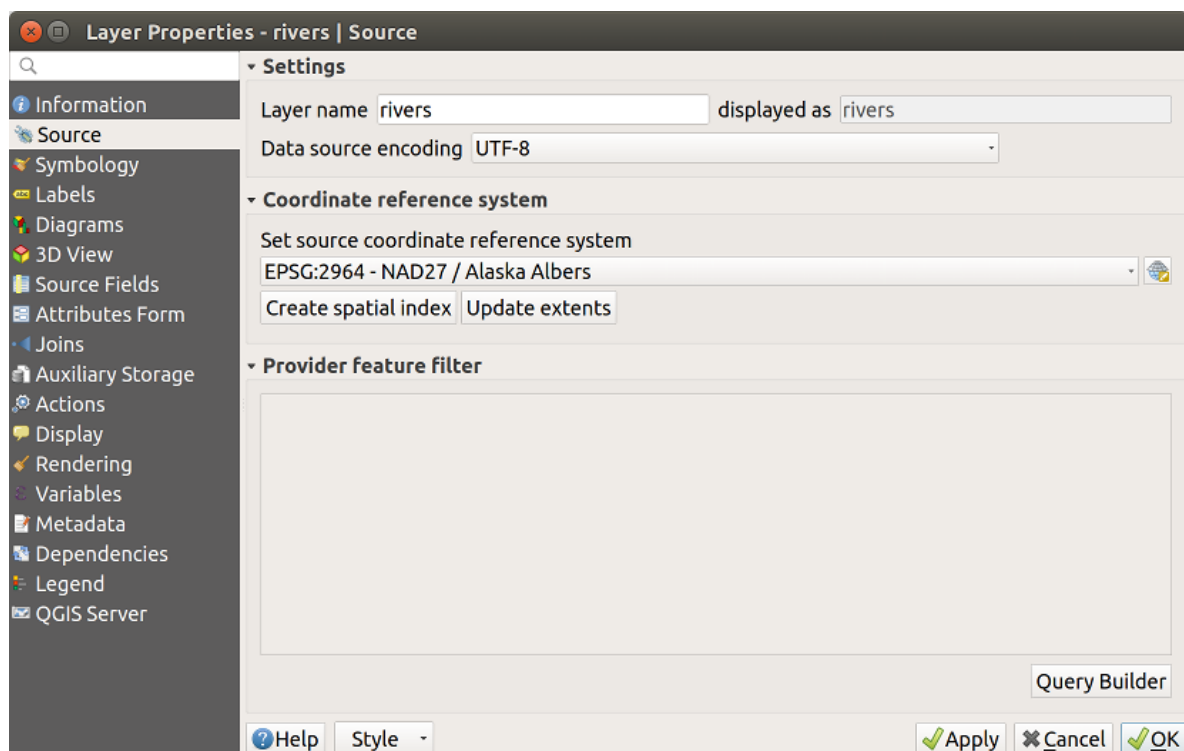 Layer Properties - rivers | Source
Information
Source
Symbology
Labels
Diagrams
3D View
Source Fields
Attributes Form
Joins
Auxiliary Storage
Actions
Display
Rendering
Variables
Metadata
Dependencies
Legend
QGIS Server
Settings
Layer name rivers displayed as rivers
Data source encoding UTF-8
Coordinate reference system
Set source coordinate reference system
EPSG:2964 - NAD27 / Alaska Albers
Create spatial index Update extents
Provider feature filter
Query Builder
Help Style Apply Cancel OK